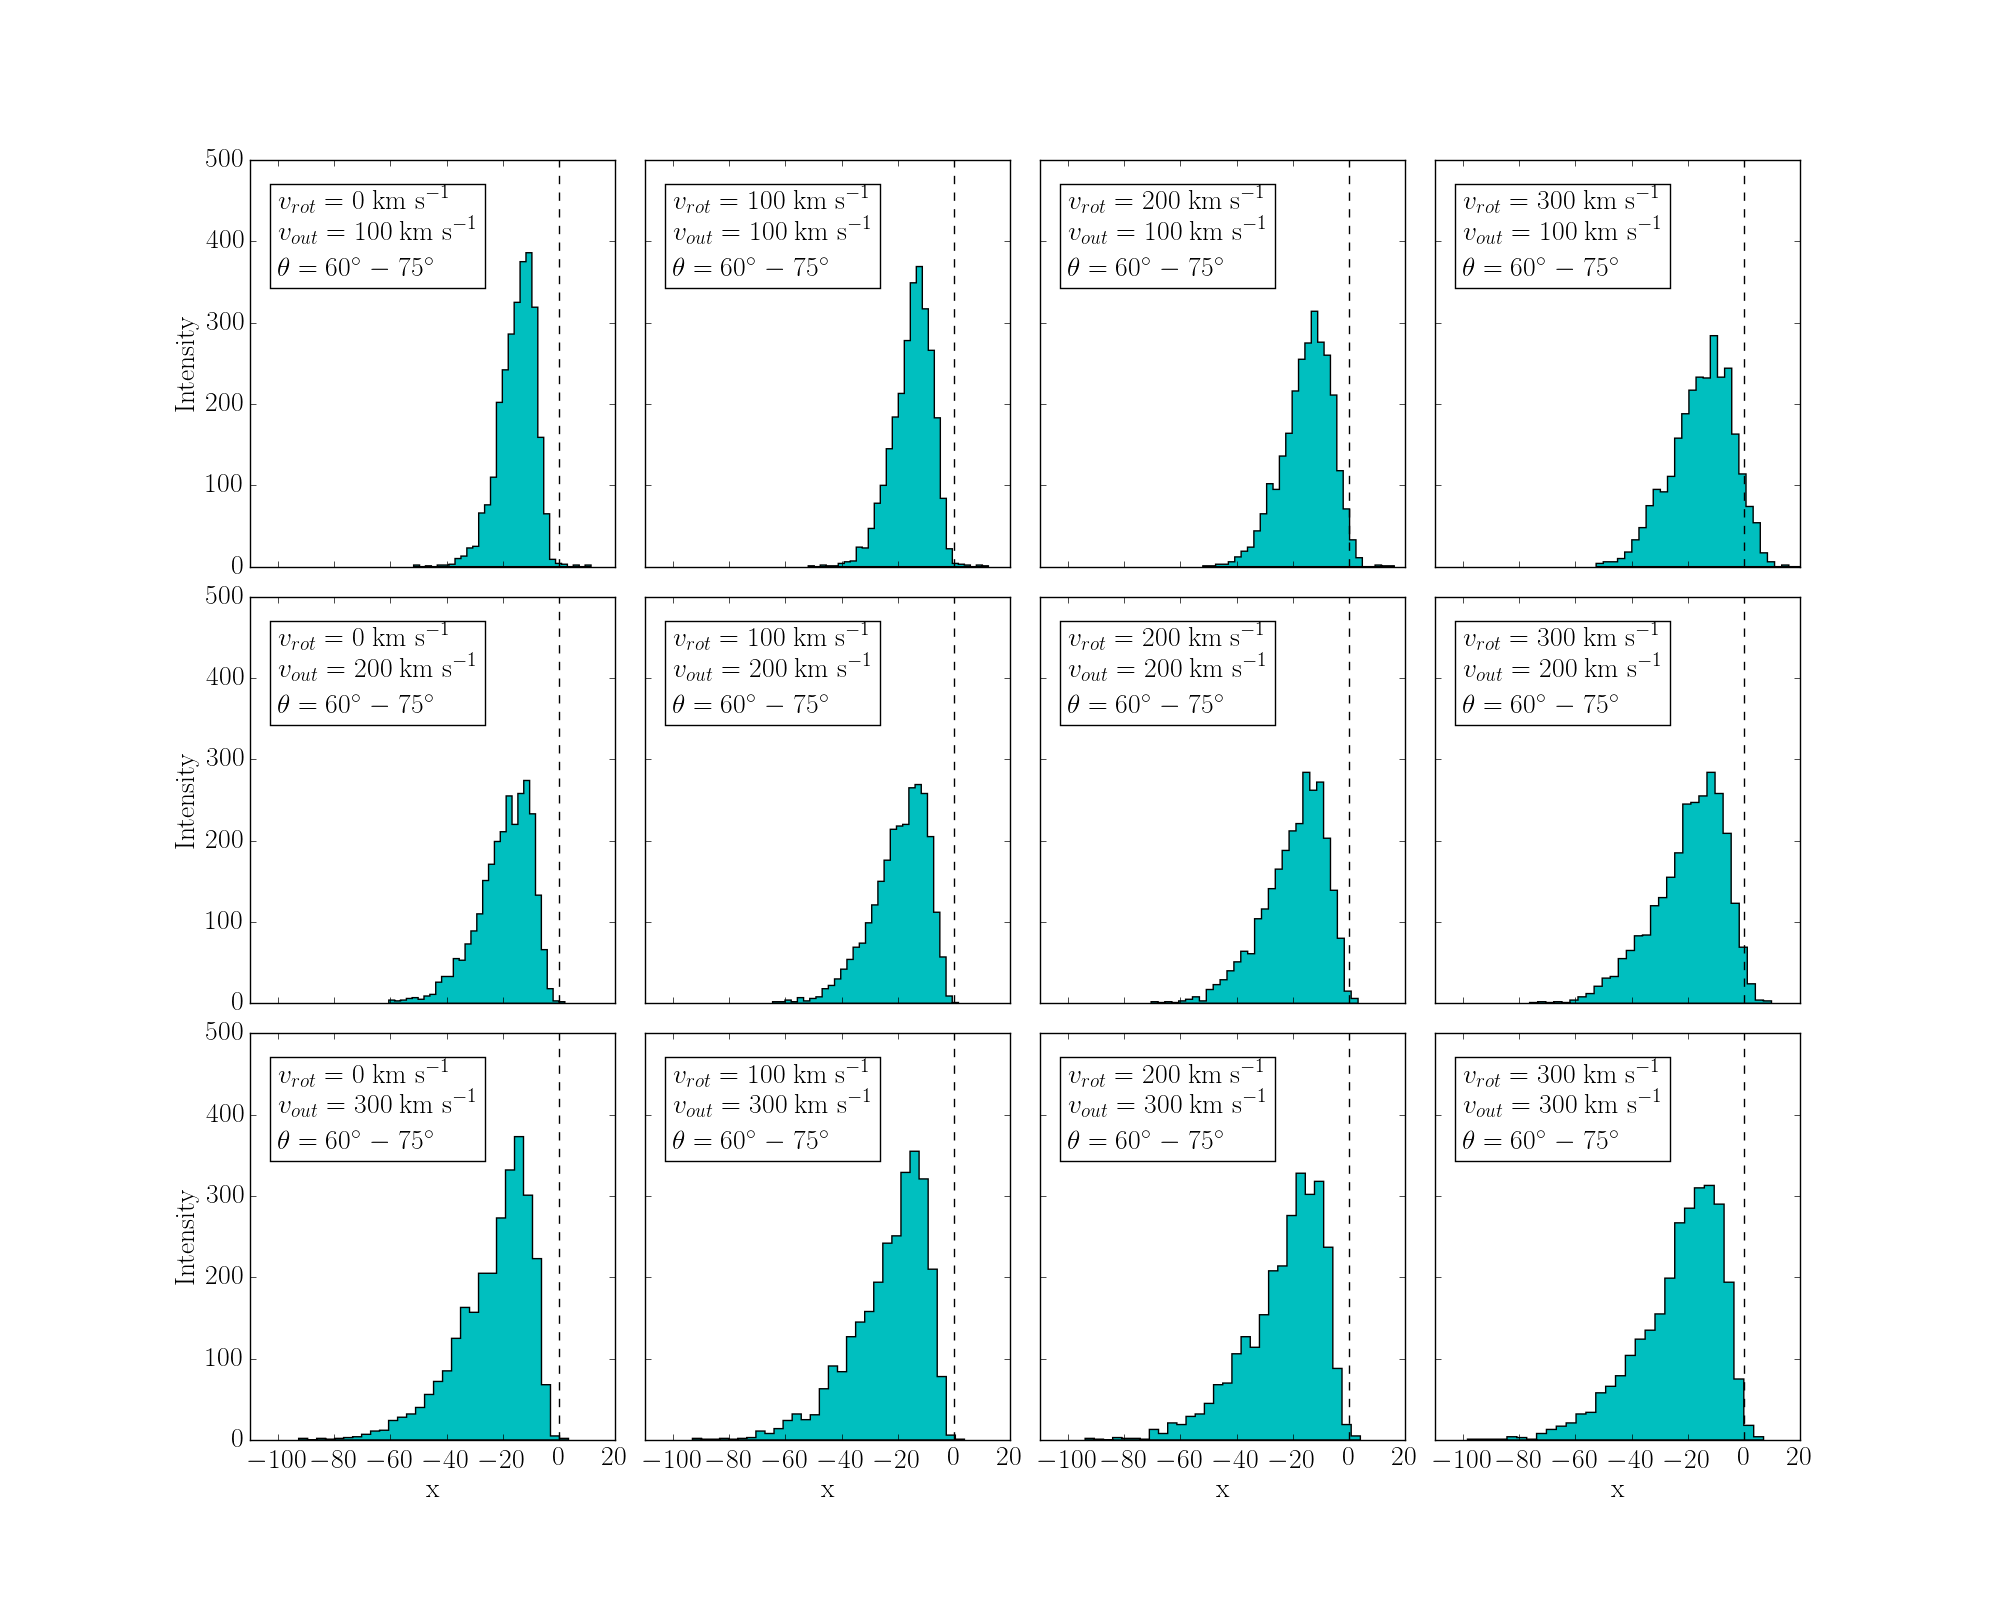 500
400
300
200
100
0
Intensity
v_rot = 0 km s⁻¹
v_out = 100 km s⁻¹
θ = 60° − 75°
v_rot = 100 km s⁻¹
v_out = 100 km s⁻¹
θ = 60° − 75°
v_rot = 200 km s⁻¹
v_out = 100 km s⁻¹
θ = 60° − 75°
v_rot = 300 km s⁻¹
v_out = 100 km s⁻¹
θ = 60° − 75°
500
400
300
200
100
0
Intensity
v_rot = 0 km s⁻¹
v_out = 200 km s⁻¹
θ = 60° − 75°
v_rot = 100 km s⁻¹
v_out = 200 km s⁻¹
θ = 60° − 75°
v_rot = 200 km s⁻¹
v_out = 200 km s⁻¹
θ = 60° − 75°
v_rot = 300 km s⁻¹
v_out = 200 km s⁻¹
θ = 60° − 75°
500
400
300
200
100
0
Intensity
v_rot = 0 km s⁻¹
v_out = 300 km s⁻¹
θ = 60° − 75°
v_rot = 100 km s⁻¹
v_out = 300 km s⁻¹
θ = 60° − 75°
v_rot = 200 km s⁻¹
v_out = 300 km s⁻¹
θ = 60° − 75°
v_rot = 300 km s⁻¹
v_out = 300 km s⁻¹
θ = 60° − 75°
−100 −80 −60 −40 −20 0 20
x
−100 −80 −60 −40 −20 0 20
x
−100 −80 −60 −40 −20 0 20
x
−100 −80 −60 −40 −20 0 20
x